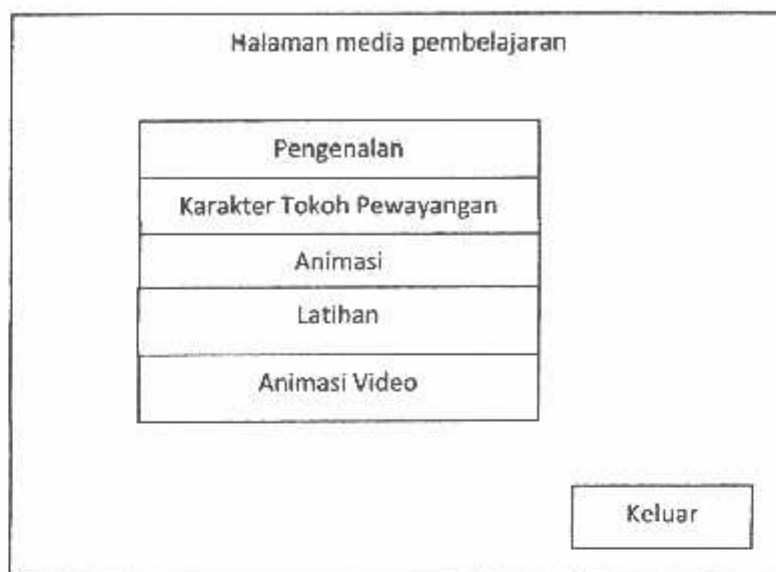 Halaman media pembelajaran
Pengenalan
Karakter Tokoh Pewayangan
Animasi
Latihan
Animasi Video
Keluar